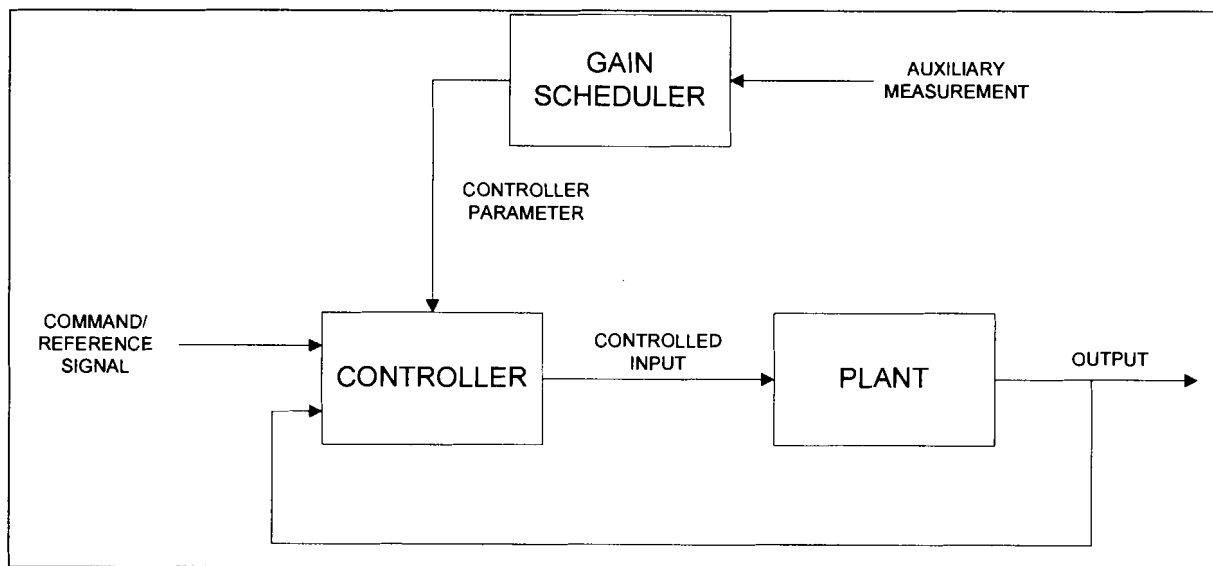 GAIN
SCHEDULER
AUXILIARY
MEASUREMENT
CONTROLLER
PARAMETER
COMMAND/
REFERENCE
SIGNAL
CONTROLLER
CONTROLLED
INPUT
PLANT
OUTPUT